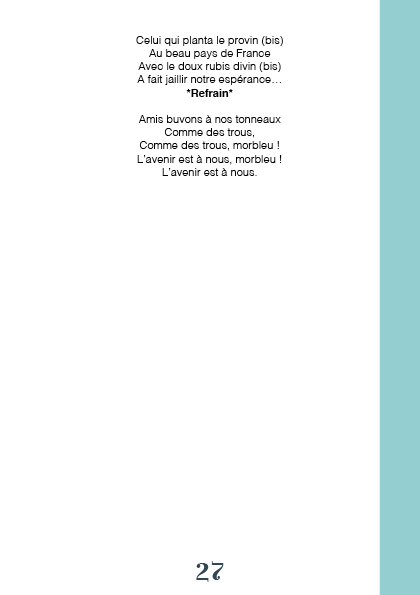 Celui qui planta le provin (bis)
Au beau pays de France
Avec le doux rubis divin (bis)
A fait jaillir notre espérance…
*Refrain*

Amis buvons à nos tonneaux
Comme des trous,
Comme des trous, morbleu !
L'avenir est à nous, morbleu !
L'avenir est à nous.

27